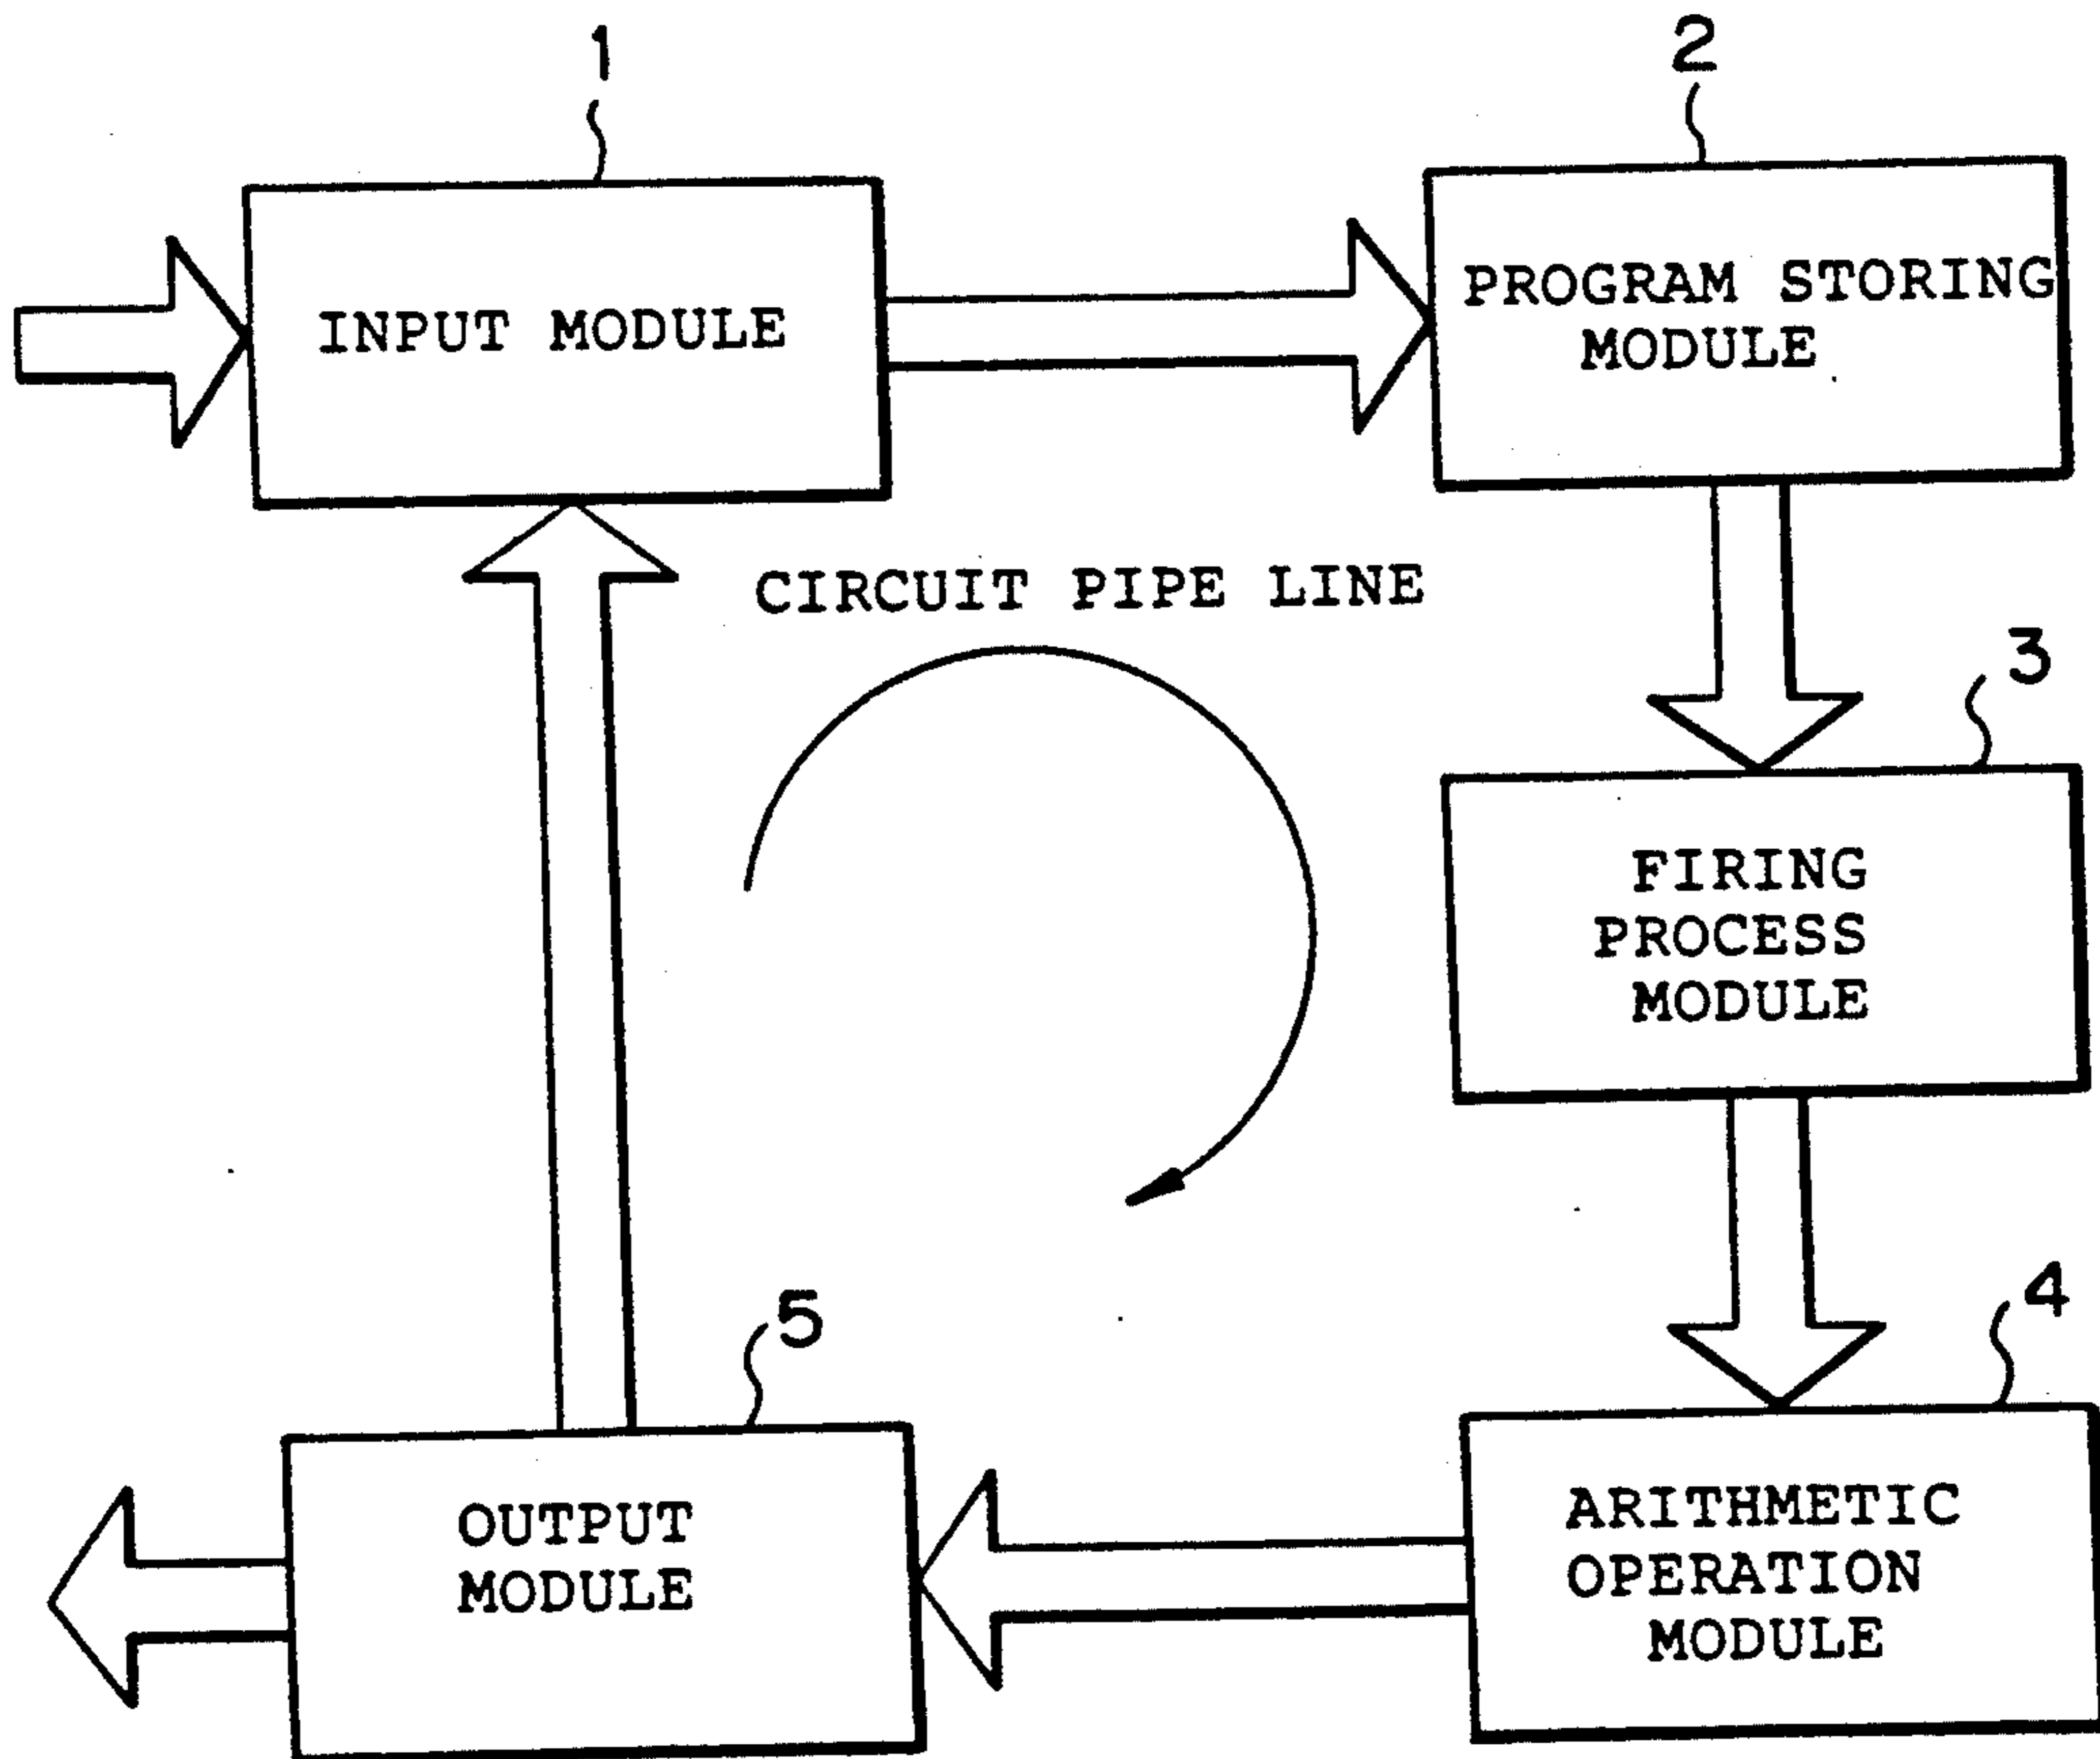 1
2
INPUT MODULE
PROGRAM STORING
MODULE
CIRCUIT PIPE LINE
3
FIRING
PROCESS
MODULE
4
5
OUTPUT
MODULE
ARITHMETIC
OPERATION
MODULE